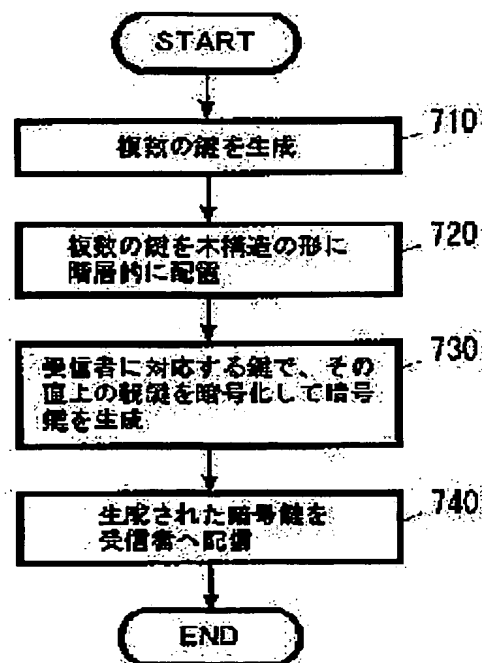 START
複数の鍵を生成
710
複数の鍵を木構造の形に
階層的に配置
720
受信者に対応する鍵で、その
直上の親鍵を暗号化して暗号
鍵を生成
730
生成された暗号鍵を
受信者へ配信
740
END